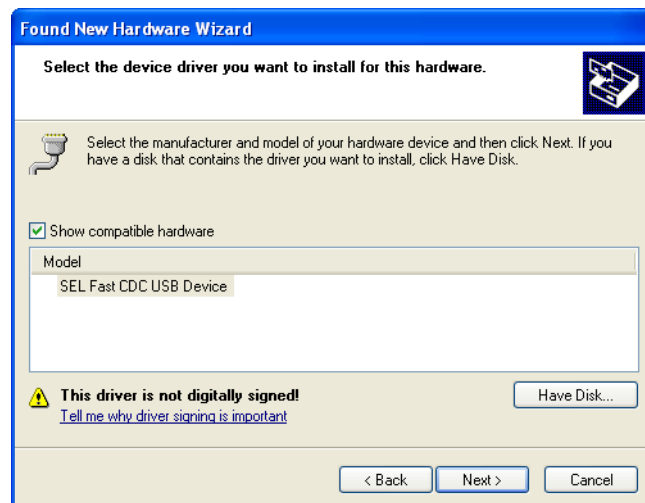 Found New Hardware Wizard
Select the device driver you want to install for this hardware.
Select the manufacturer and model of your hardware device and then click Next. If you
have a disk that contains the driver you want to install, click Have Disk.
Show compatible hardware
Model
SEL Fast CDC USB Device
This driver is not digitally signed!
Have Disk...
Tell me why driver signing is important
< Back
Next >
Cancel